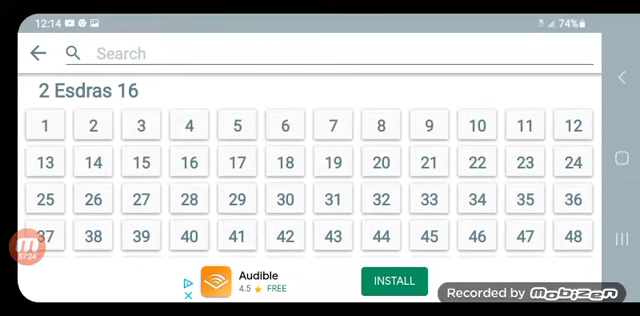 12:14
74%
Search
2 Esdras 16
1 2 3 4 5 6 7 8 9 10 11 12
13 14 15 16 17 18 19 20 21 22 23 24
25 26 27 28 29 30 31 32 33 34 35 36
37 38 39 40 41 42 43 44 45 46 47 48
57:24
Audible
4.5 ★ FREE
INSTALL
Recorded by mobizen